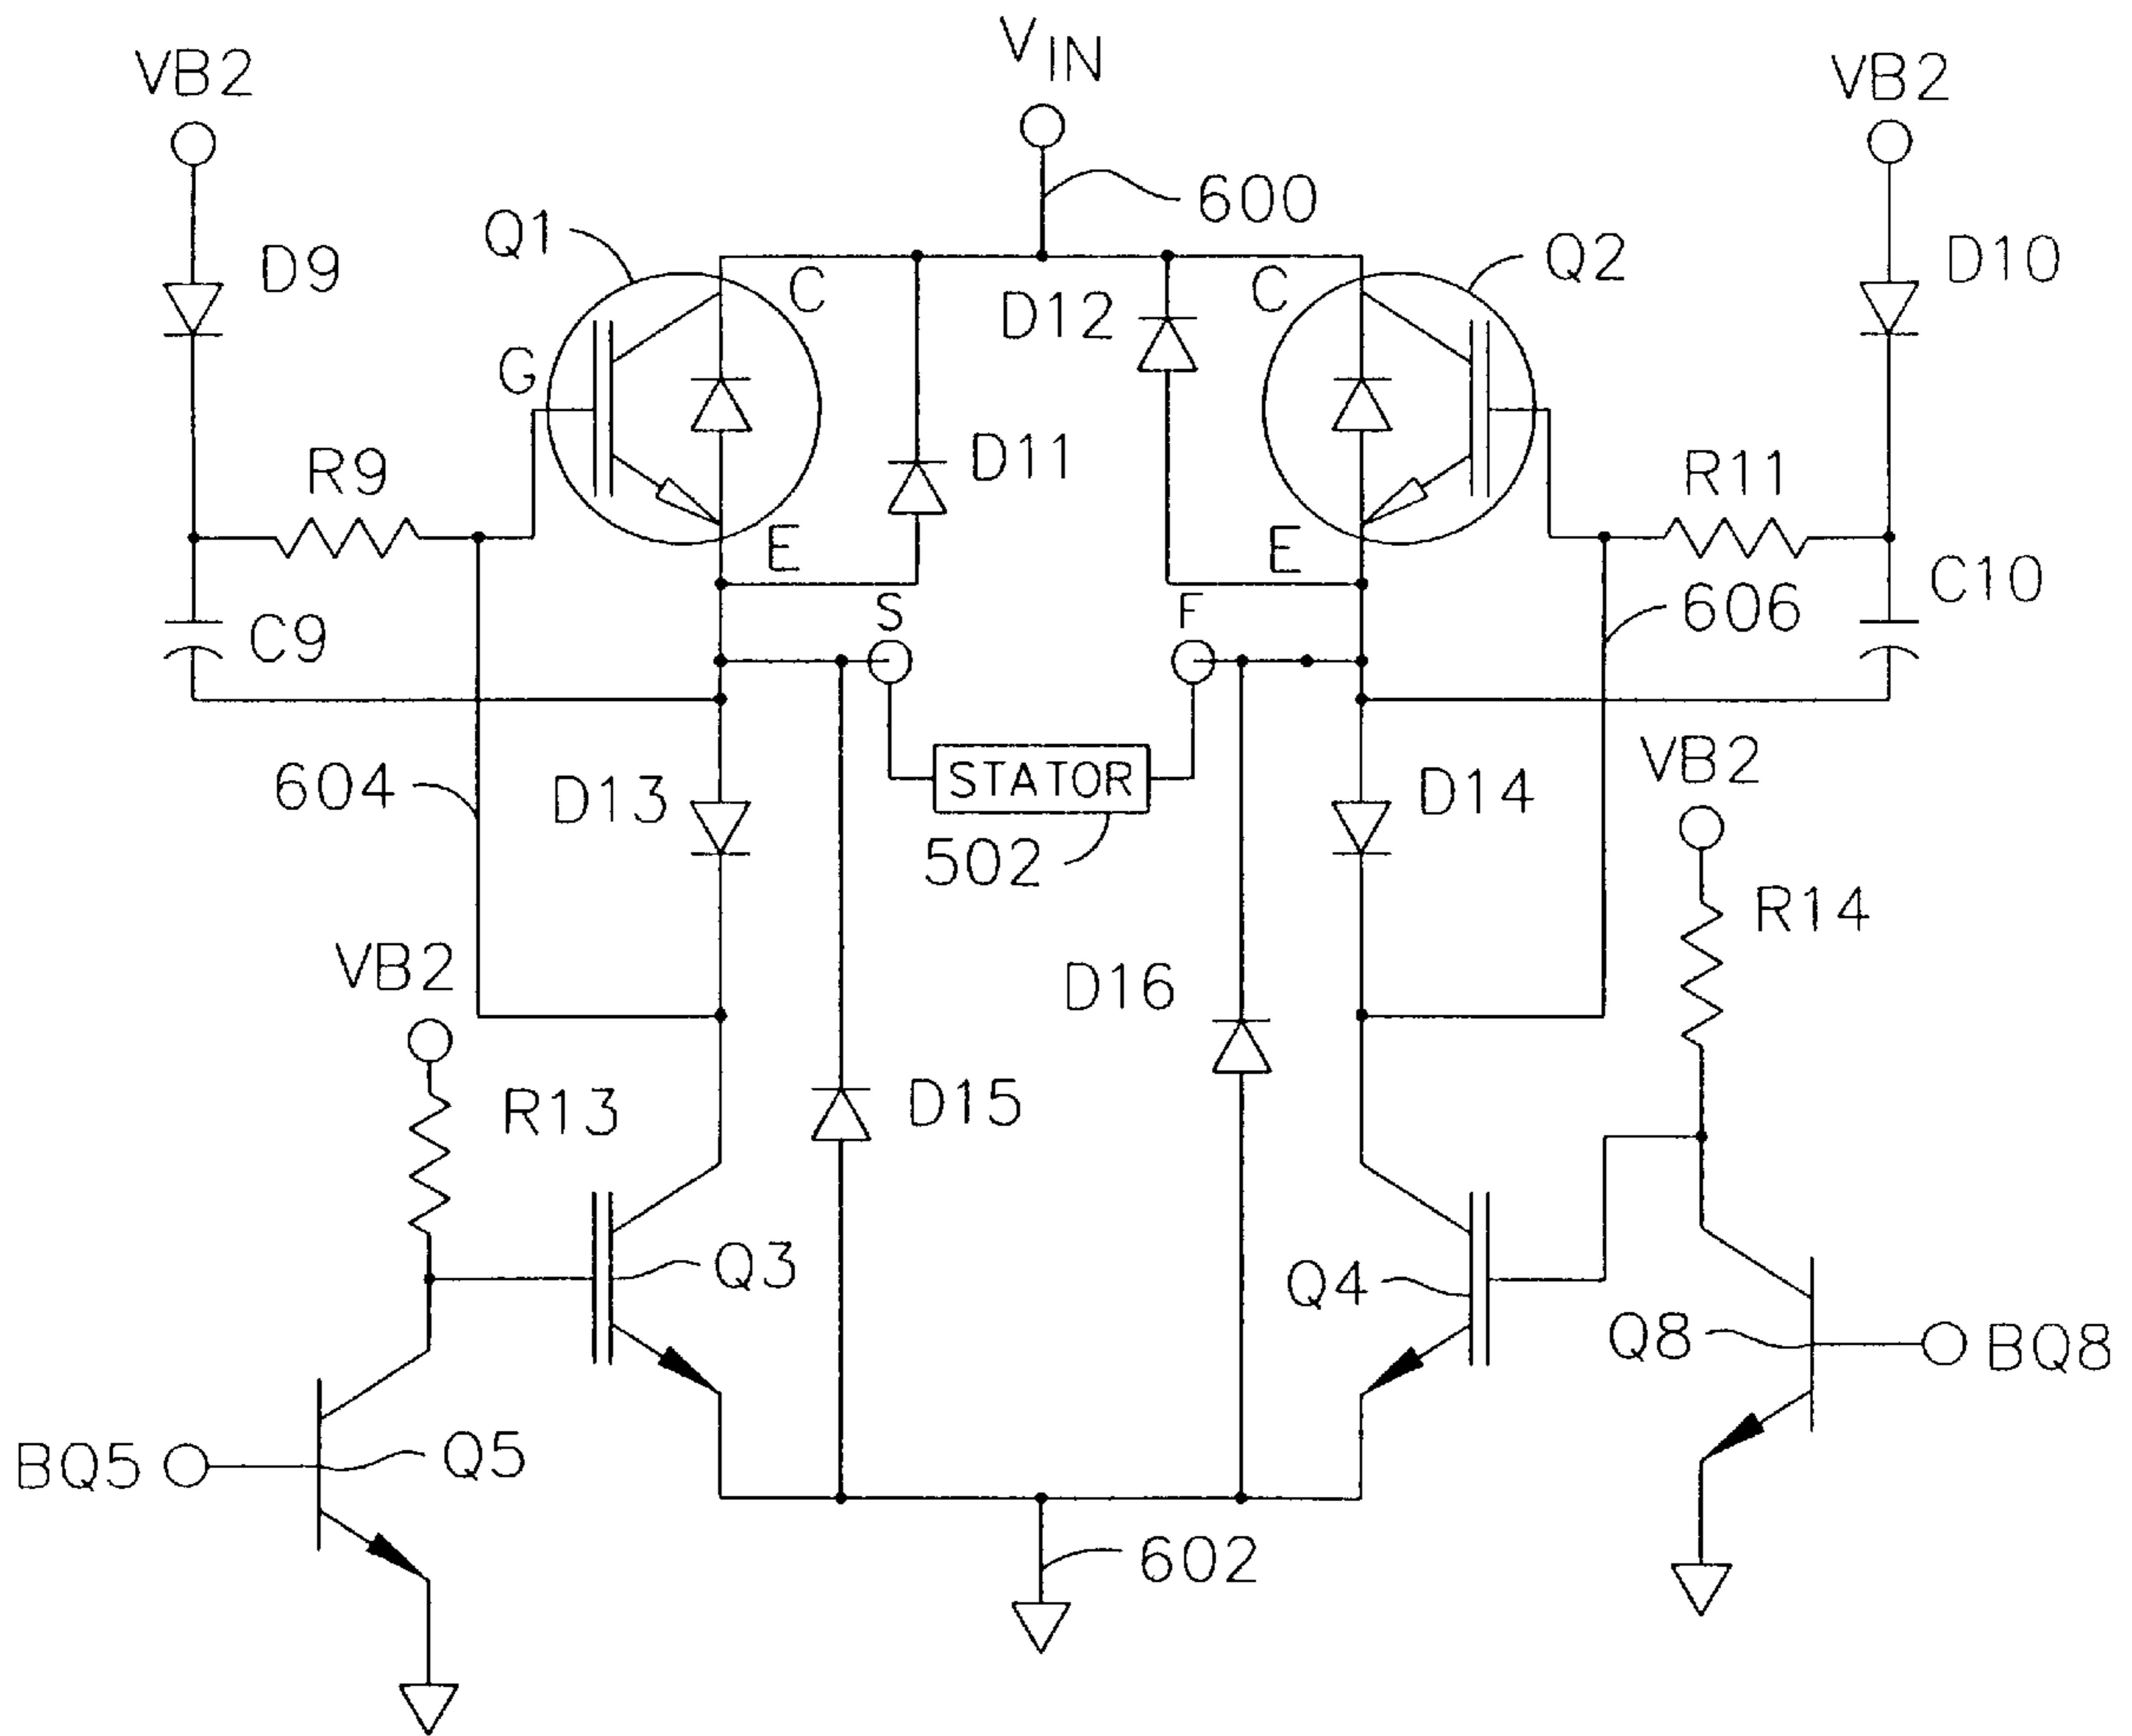 VIN
VB2
VB2
600
Q1
Q2
D9
D10
C
C
D12
G
D11
R9
R11
E
E
C10
S
F
606
C9
VB2
604
D13
STATOR
D14
502
R14
VB2
D16
R13
D15
Q3
Q4
Q8
BQ8
BQ5
Q5
602